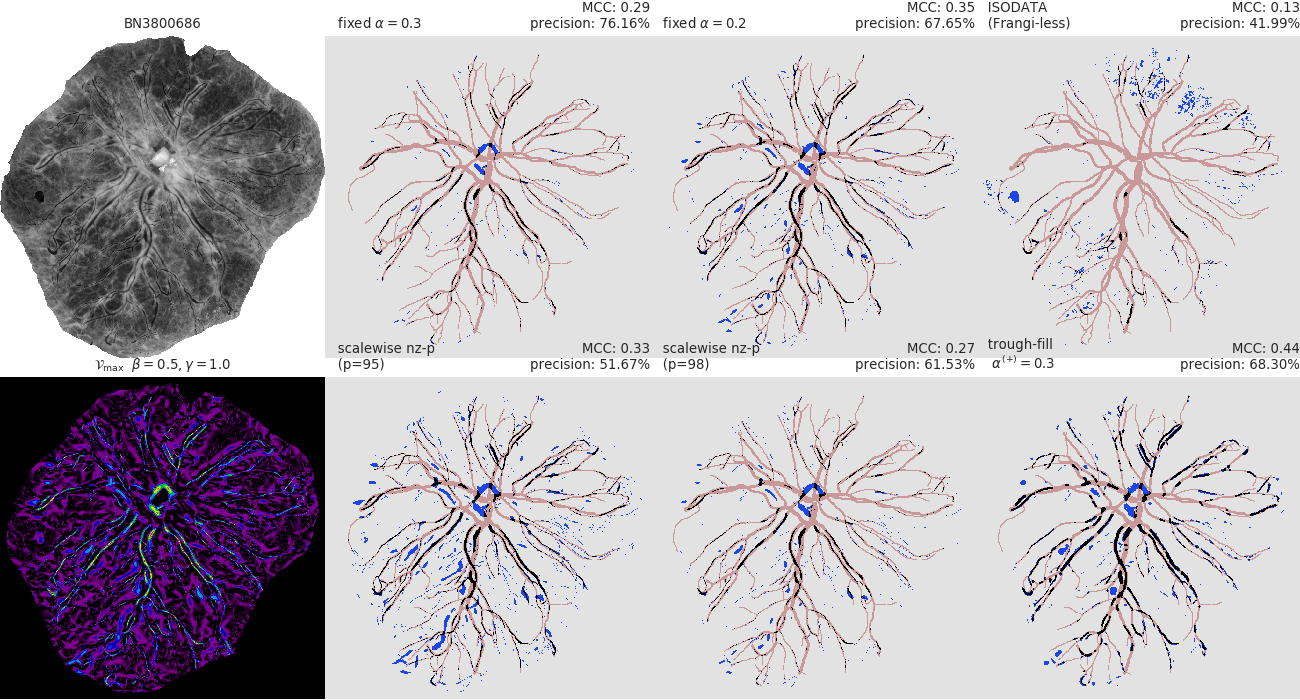 BN3800686
fixed α = 0.3
MCC: 0.29
precision: 76.16%
fixed α = 0.2
MCC: 0.35
precision: 67.65%
ISODATA
(Frangi-less)
MCC: 0.13
precision: 41.99%
𝒱max β = 0.5, γ = 1.0
scalewise nz-p
(p=95)
MCC: 0.33
precision: 51.67%
scalewise nz-p
(p=98)
MCC: 0.27
precision: 61.53%
trough-fill
α(+) = 0.3
MCC: 0.44
precision: 68.30%